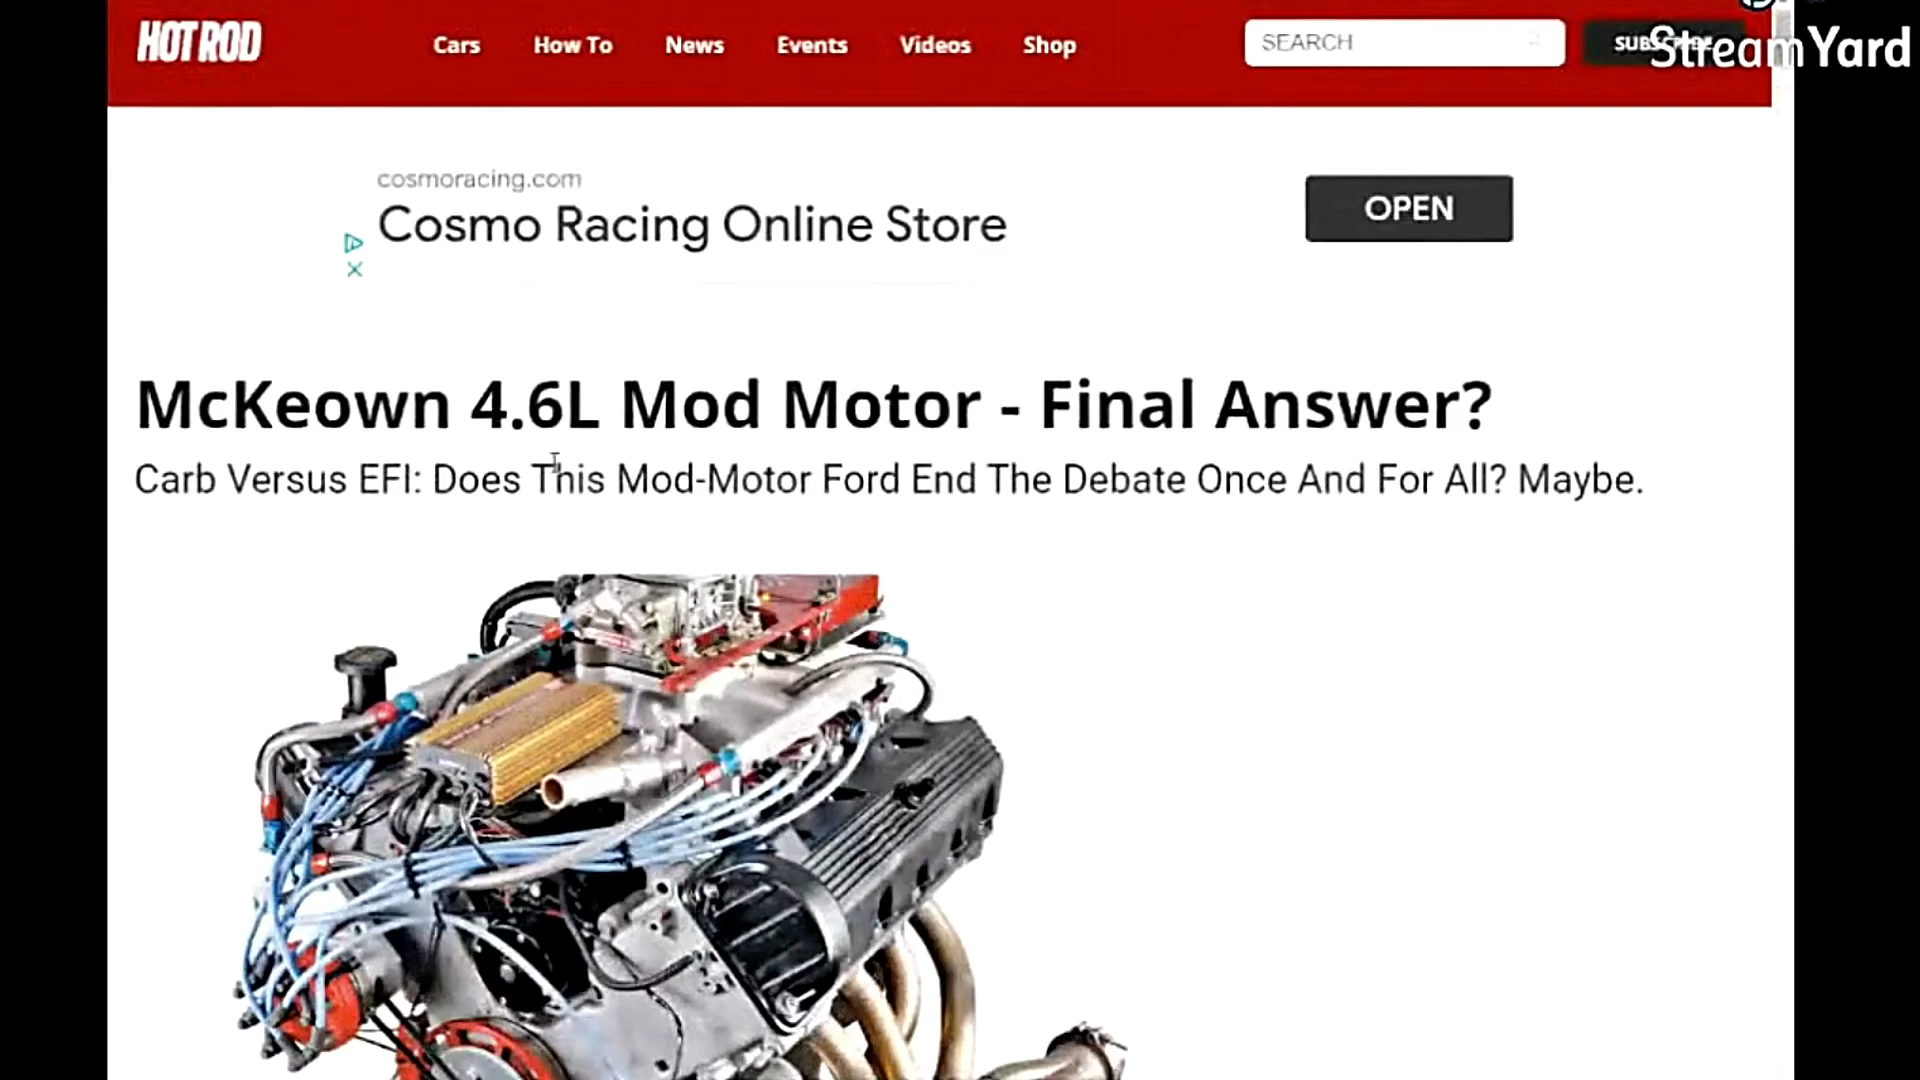 HOT ROD
Cars
How To
News
Events
Videos
Shop
SEARCH
StreamYard
cosmoracing.com
Cosmo Racing Online Store
OPEN
McKeown 4.6L Mod Motor - Final Answer?
Carb Versus EFI: Does This Mod-Motor Ford End The Debate Once And For All? Maybe.